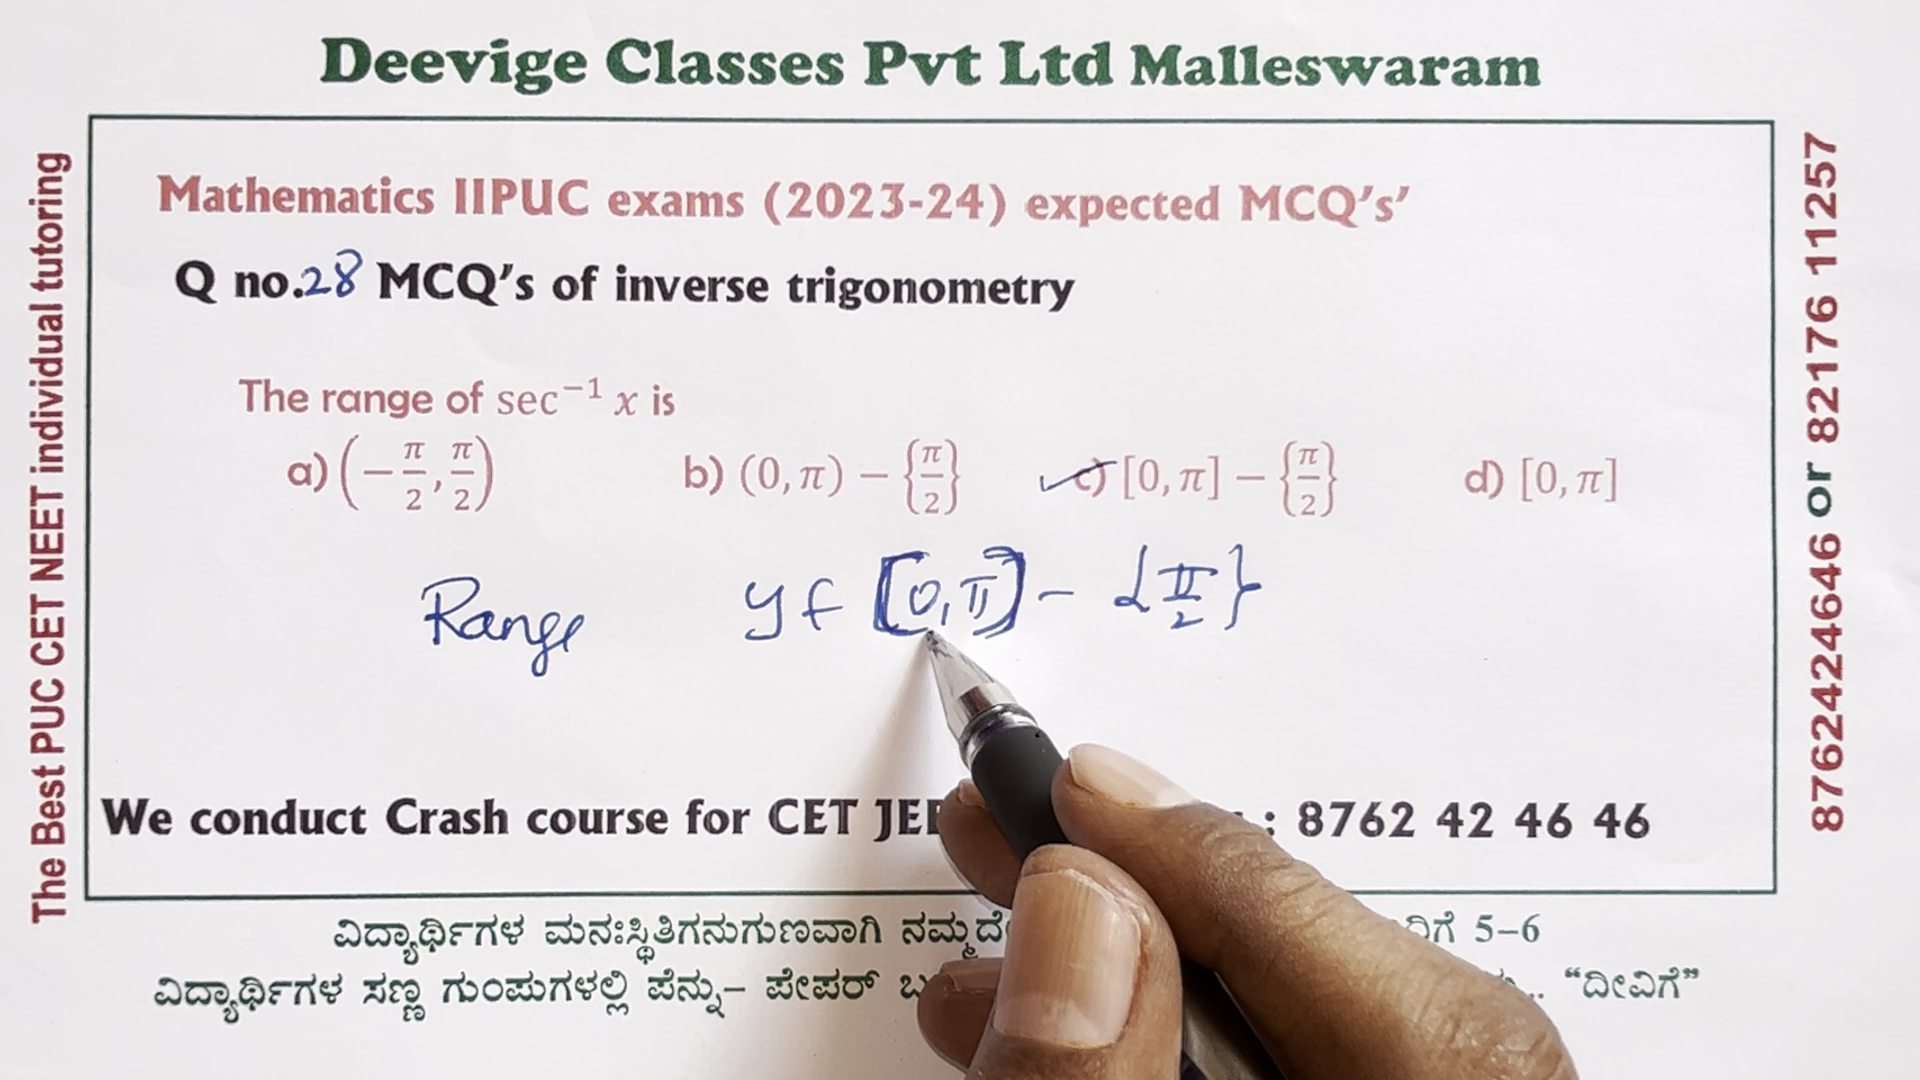 Deevige Classes Pvt Ltd Malleswaram
The Best PUC CET NEET individual tutoring
Mathematics IIPUC exams (2023-24) expected MCQ's'
Q no.28 MCQ's of inverse trigonometry
The range of sec⁻¹ x is
a) (−π/2, π/2) b) (0, π) − {π/2} c) [0, π] − {π/2} d) [0, π]
Range y ∈ [0, π] − {π/2}
We conduct Crash course for CET JEE : 8762 42 46 46
8762424646 or 82176 11257
ವಿದ್ಯಾರ್ಥಿಗಳ ಮನಃಸ್ಥಿತಿಗನುಗುಣವಾಗಿ 5–6
ವಿದ್ಯಾರ್ಥಿಗಳ ಸಣ್ಣ ಗುಂಪುಗಳಲ್ಲಿ ಪೆನ್ನು– ಪೇಪರ್ .. “ದೀವಿಗೆ”